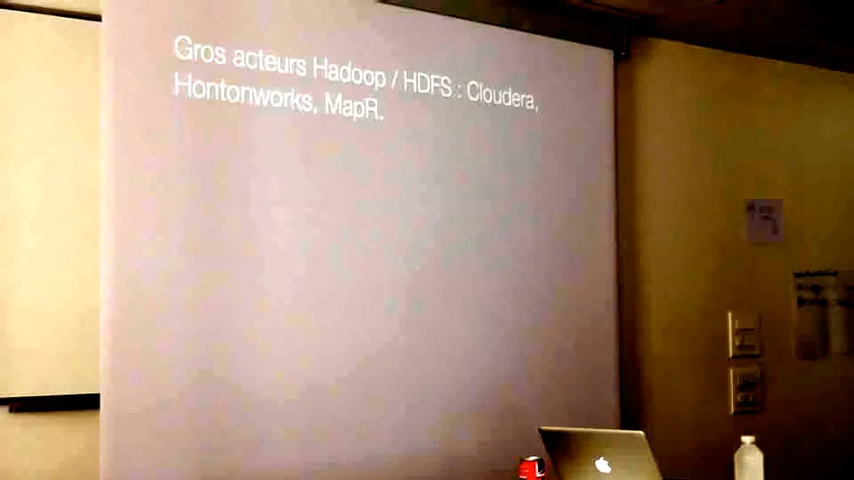 Gros acteurs Hadoop / HDFS : Cloudera,
Hontonworks, MapR.